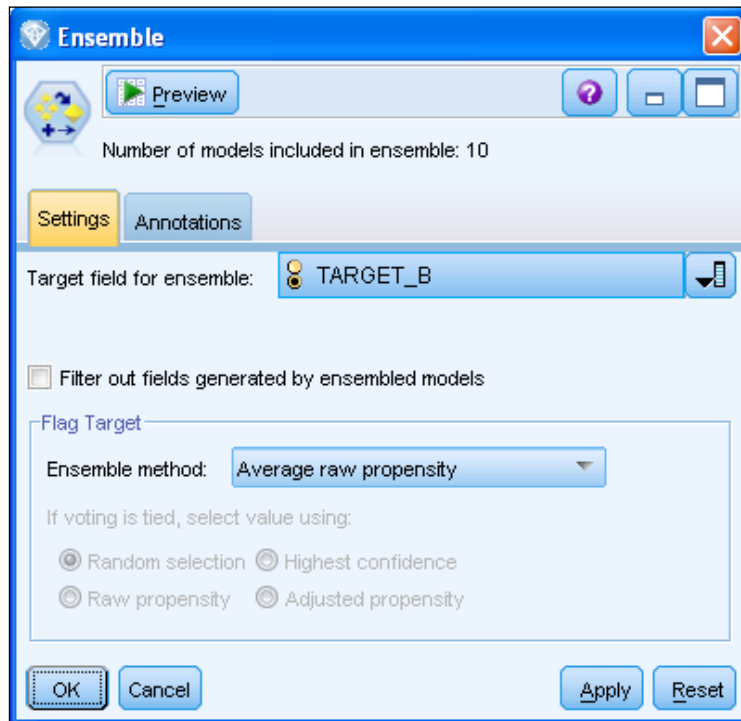 Ensemble
Preview
Number of models included in ensemble: 10
Settings Annotations
Target field for ensemble: TARGET_B
Filter out fields generated by ensembled models
Flag Target
Ensemble method: Average raw propensity
If voting is tied, select value using:
Random selection Highest confidence
Raw propensity Adjusted propensity
OK Cancel Apply Reset